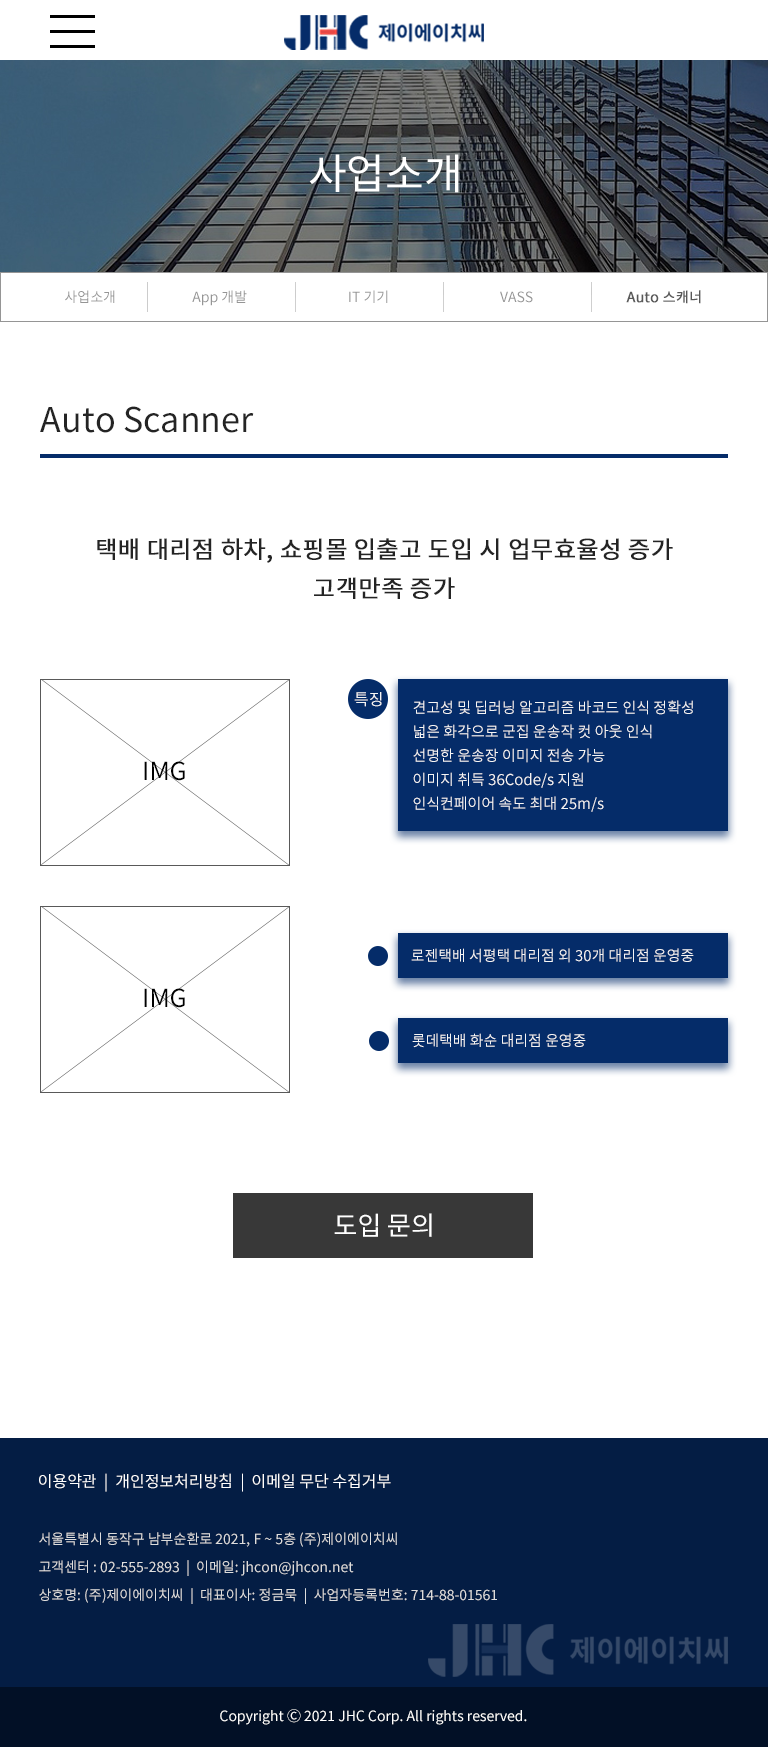 JHC 제이에이치씨
사업소개
사업소개 App 개발 IT 기기 VASS Auto 스캐너
Auto Scanner
택배 대리점 하차, 쇼핑몰 입출고 도입 시 업무효율성 증가
고객만족 증가
IMG
특징
견고성 및 딥러닝 알고리즘 바코드 인식 정확성
넓은 화각으로 군집 운송작 컷 아웃 인식
선명한 운송장 이미지 전송 가능
이미지 취득 36Code/s 지원
인식컨페이어 속도 최대 25m/s
IMG
로젠택배 서평택 대리점 외 30개 대리점 운영중
롯데택배 화순 대리점 운영중
도입 문의
이용약관 | 개인정보처리방침 | 이메일 무단 수집거부
서울특별시 동작구 남부순환로 2021, F ~ 5층 (주)제이에이치씨
고객센터 : 02-555-2893 | 이메일: jhcon@jhcon.net
상호명: (주)제이에이치씨 | 대표이사: 정금묵 | 사업자등록번호: 714-88-01561
JHC 제이에이치씨
Copyright ⓒ 2021 JHC Corp. All rights reserved.